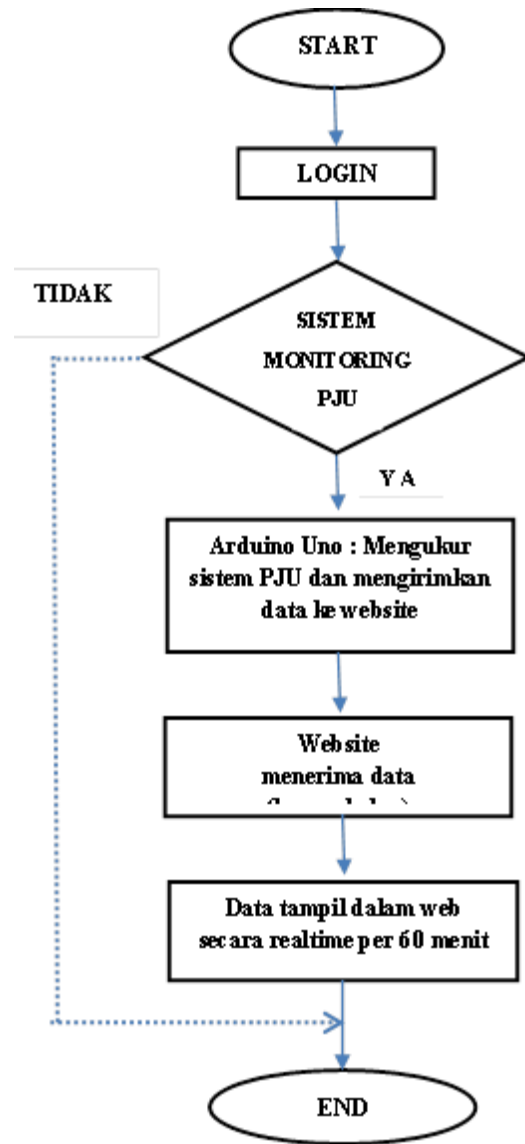 START
LOGIN
TIDAK
SISTEM
MONITORING
PJU
Y A
Arduino Uno : Mengukur
sistem PJU dan mengirimkan
data ke website
Website
menerima data
Data tampil dalam web
secara realtime per 60 menit
END